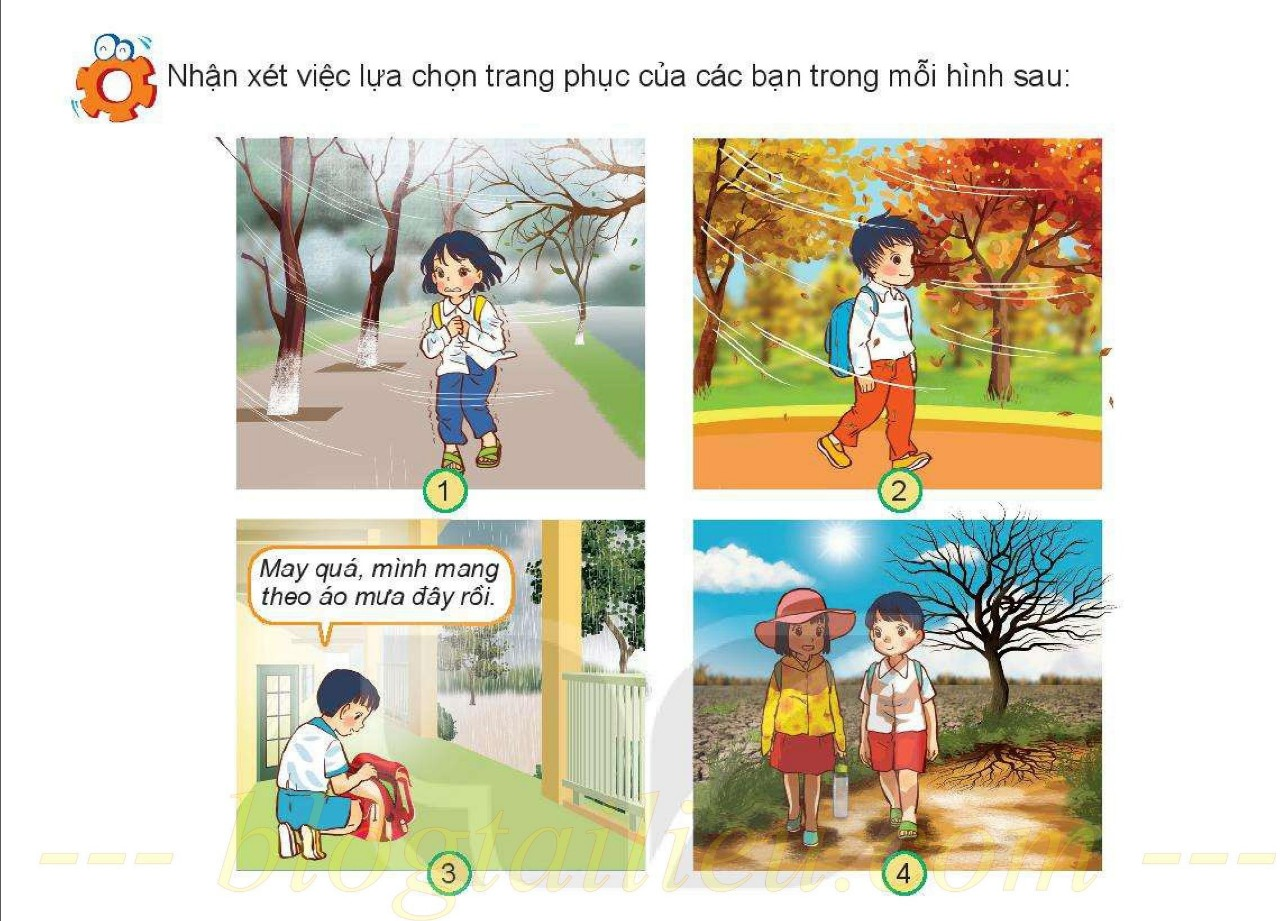 Nhận xét việc lựa chọn trang phục của các bạn trong mỗi hình sau:
1
2
May quá, mình mang
theo áo mưa đây rồi.
3
4
--- blogtailieu.com ---